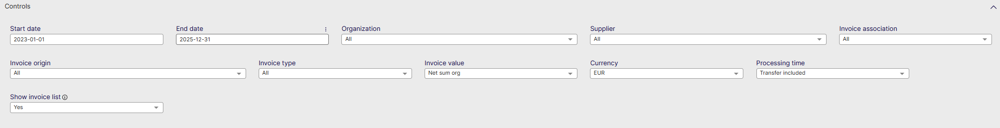 Controls
Start date End date Organization Supplier Invoice association
2023-01-01 2025-12-31 All All All
Invoice origin Invoice type Invoice value Currency Processing time
All All Net sum org EUR Transfer included
Show invoice list
Yes